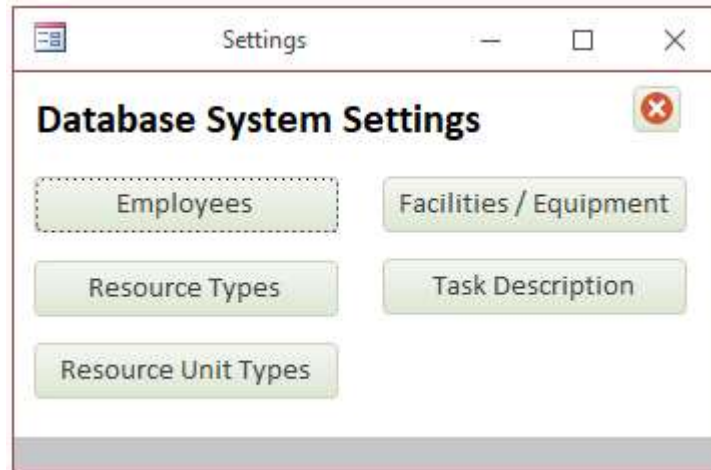 Settings
Database System Settings
Employees
Facilities / Equipment
Resource Types
Task Description
Resource Unit Types